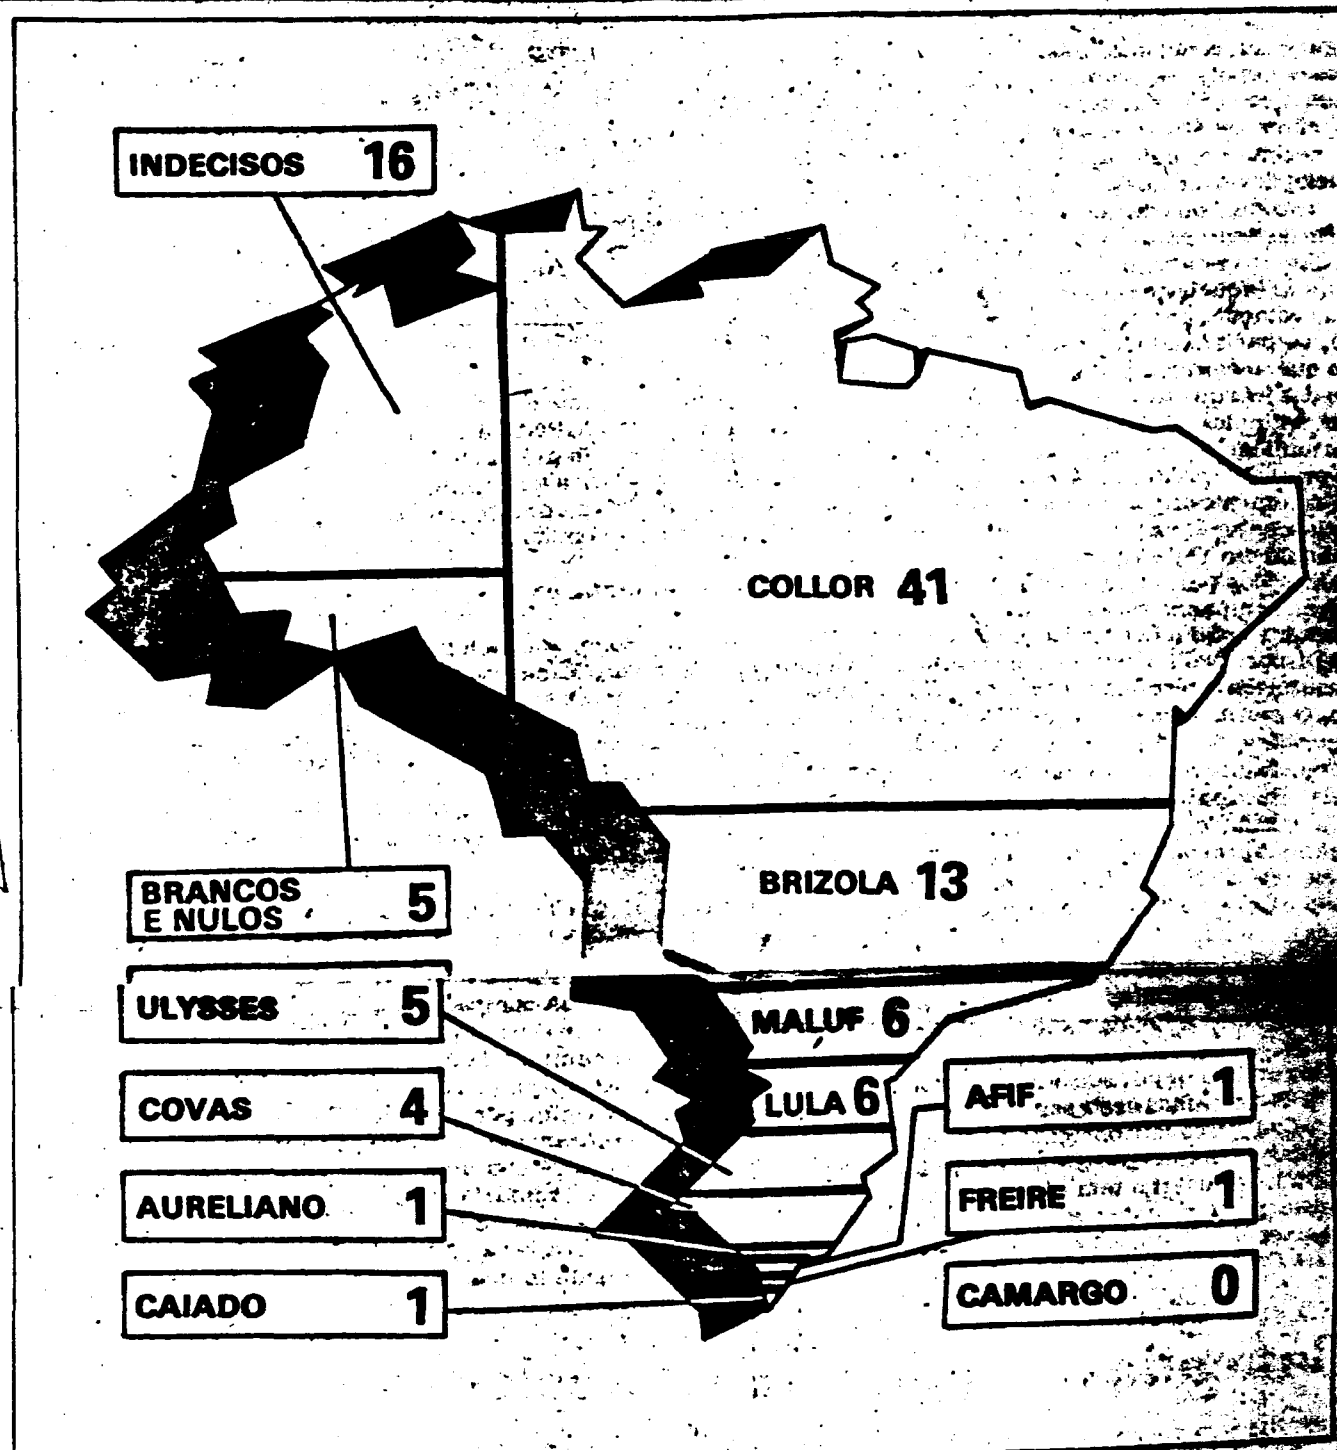 INDECISOS 16
COLLOR 41
BRIZOLA 13
BRANCOS
E NULOS 5
ULYSSES 5
MALUF 6
LULA 6
COVAS 4
AFIF 1
AURELIANO 1
FREIRE 1
CAIADO 1
CAMARGO 0